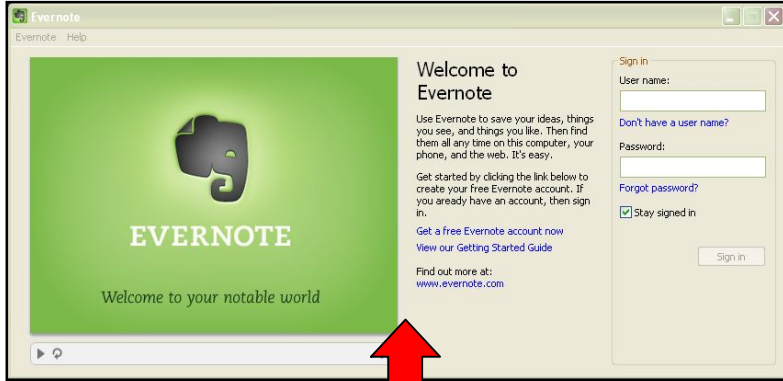 Evernote
Evernote Help
EVERNOTE
Welcome to your notable world
Welcome to
Evernote
Use Evernote to save your ideas, things
you see, and things you like. Then find
them all any time on this computer, your
phone, and the web. It's easy.
Get started by clicking the link below to
create your free Evernote account. If
you aready have an account, then sign
in.
Get a free Evernote account now
View our Getting Started Guide
Find out more at:
www.evernote.com
Sign in
User name:
Don't have a user name?
Password:
Forgot password?
Stay signed in
Sign in